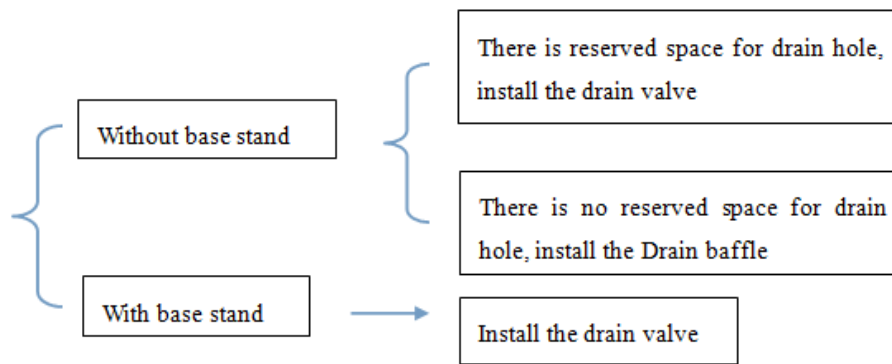 There is reserved space for drain hole,
install the drain valve
Without base stand
There is no reserved space for drain
hole, install the Drain baffle
With base stand
Install the drain valve